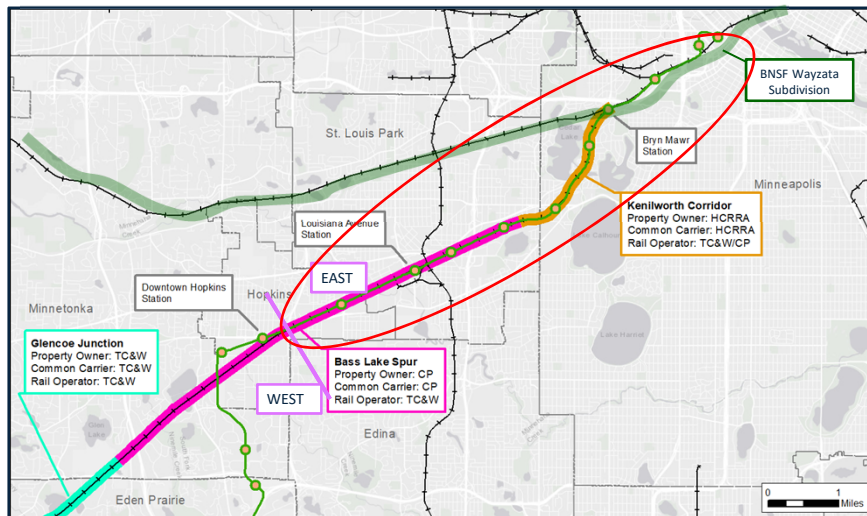 BNSF Wayzata
Subdivision
St. Louis Park
Bryn Mawr
Station
Minneapolis
Kenilworth Corridor
Property Owner: HCRRA
Common Carrier: HCRRA
Rail Operator: TC&W/CP
Louisiana Avenue
Station
EAST
Downtown Hopkins
Station
Hopkins
Minnetonka
Lake Harriet
Glencoe Junction
Property Owner: TC&W
Common Carrier: TC&W
Rail Operator: TC&W
Bass Lake Spur
Property Owner: CP
Common Carrier: CP
Rail Operator: TC&W
WEST
Edina
Eden Prairie
0 1
Miles